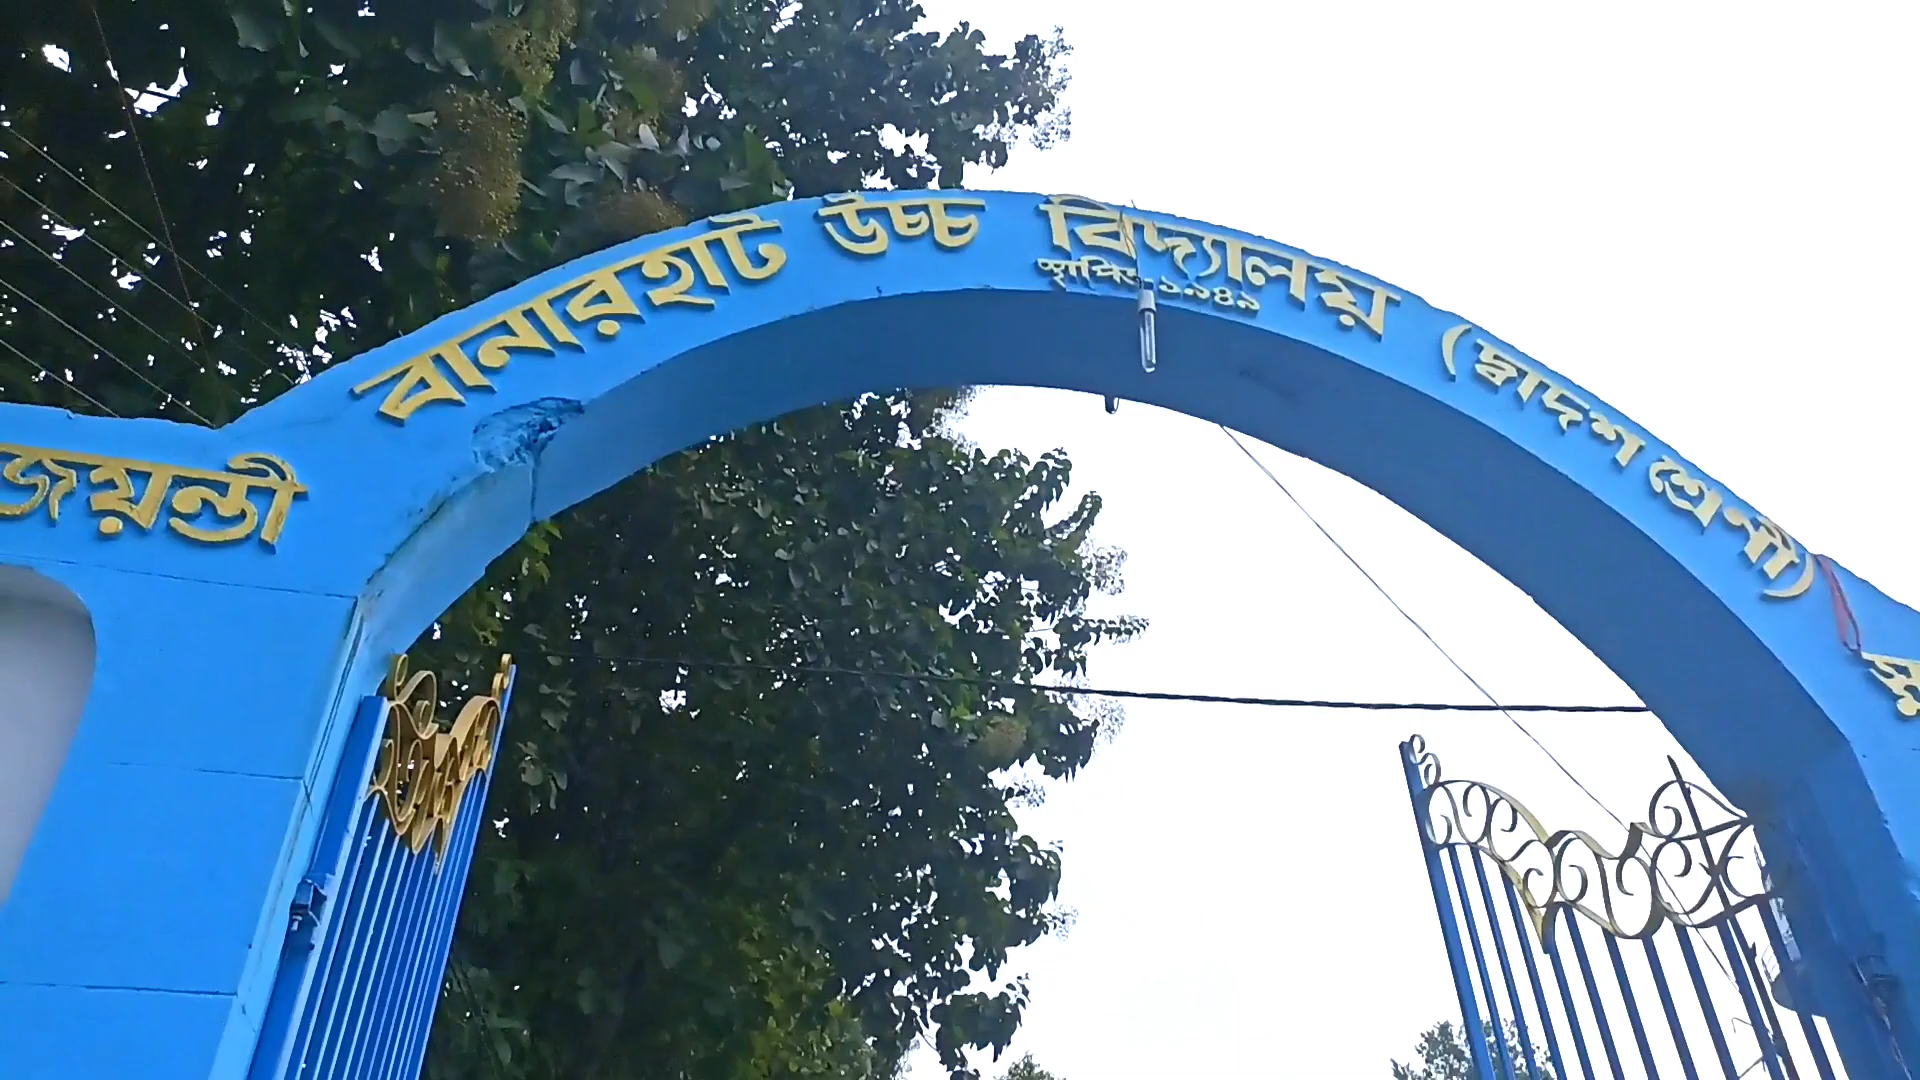 বানারহাট উচ্চ বিদ্যালয় (দ্বাদশ শ্রেণী)
স্থাপিত ১৯৪৯
জয়ন্তী